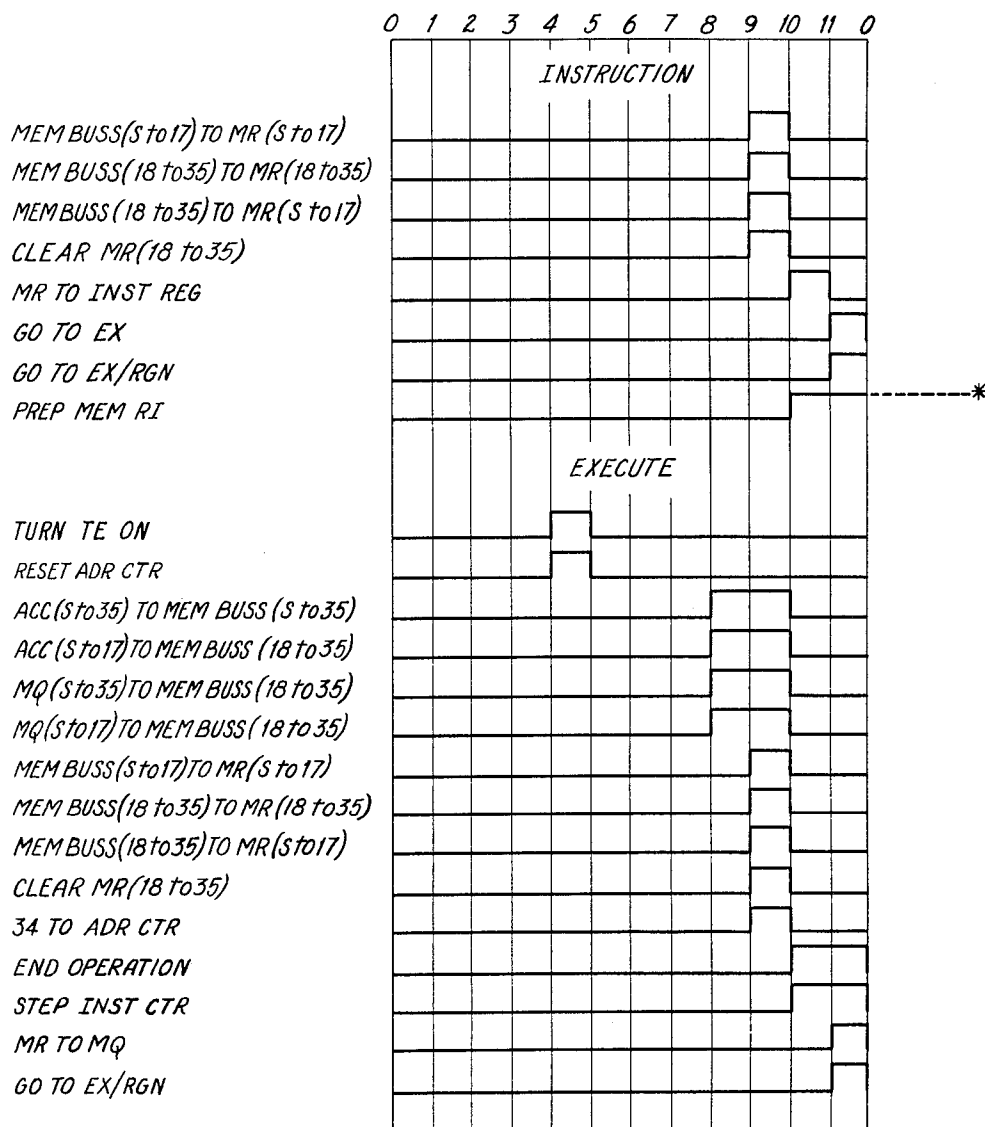 0 1 2 3 4 5 6 7 8 9 10 11 0
INSTRUCTION
MEM BUSS(S to 17) TO MR (S to 17)
MEM BUSS(18 to 35) TO MR(18 to 35)
MEM BUSS(18 to 35) TO MR(S to 17)
CLEAR MR(18 to 35)
MR TO INST REG
GO TO EX
GO TO EX/RGN
PREP MEM RI
*
EXECUTE
TURN TE ON
RESET ADR CTR
ACC(S to 35) TO MEM BUSS (S to 35)
ACC (S to 17) TO MEM BUSS (18 to 35)
MQ(S to 35) TO MEM BUSS(18 to 35)
MQ(S to 17) TO MEM BUSS(18 to 35)
MEM BUSS(S to 17) TO MR(S to 17)
MEM BUSS(18 to 35) TO MR(18 to 35)
MEM BUSS(18 to 35) TO MR(S to 17)
CLEAR MR(18 to 35)
34 TO ADR CTR
END OPERATION
STEP INST CTR
MR TO MQ
GO TO EX/RGN